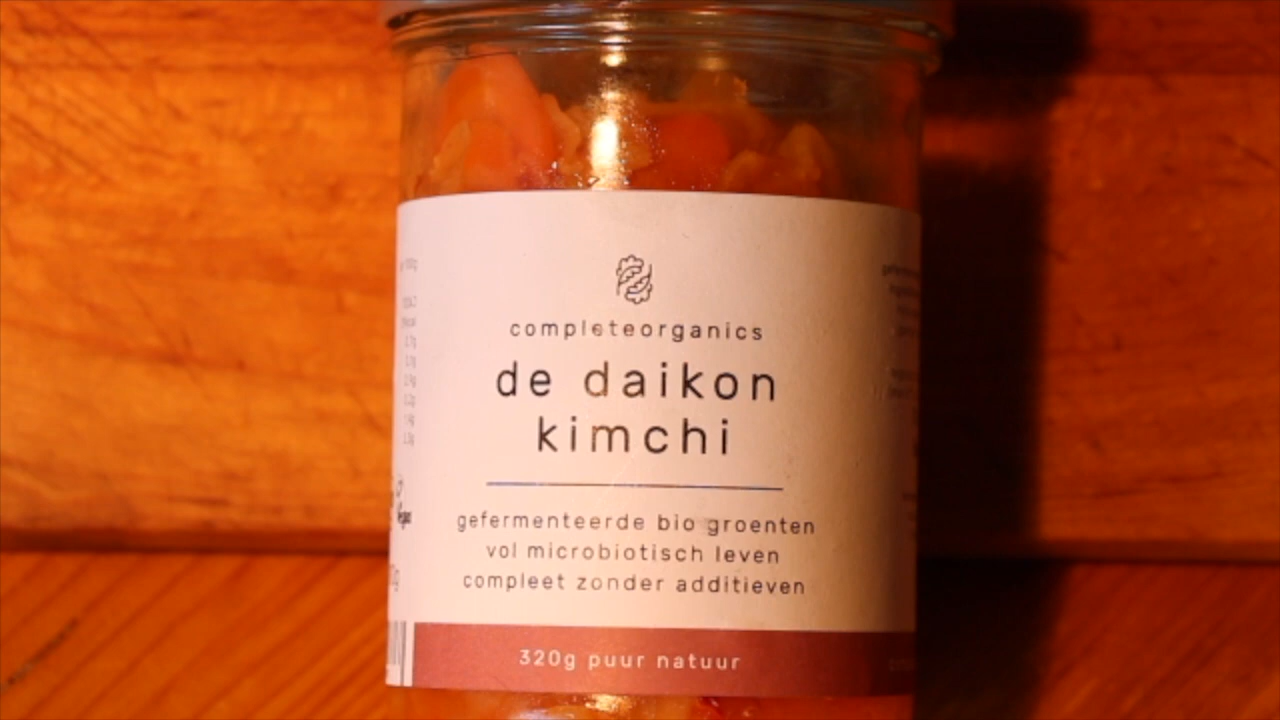 completeorganics
de daikon
kimchi
gefermenteerde bio groenten
vol microbiotisch leven
compleet zonder additieven
320g puur natuur